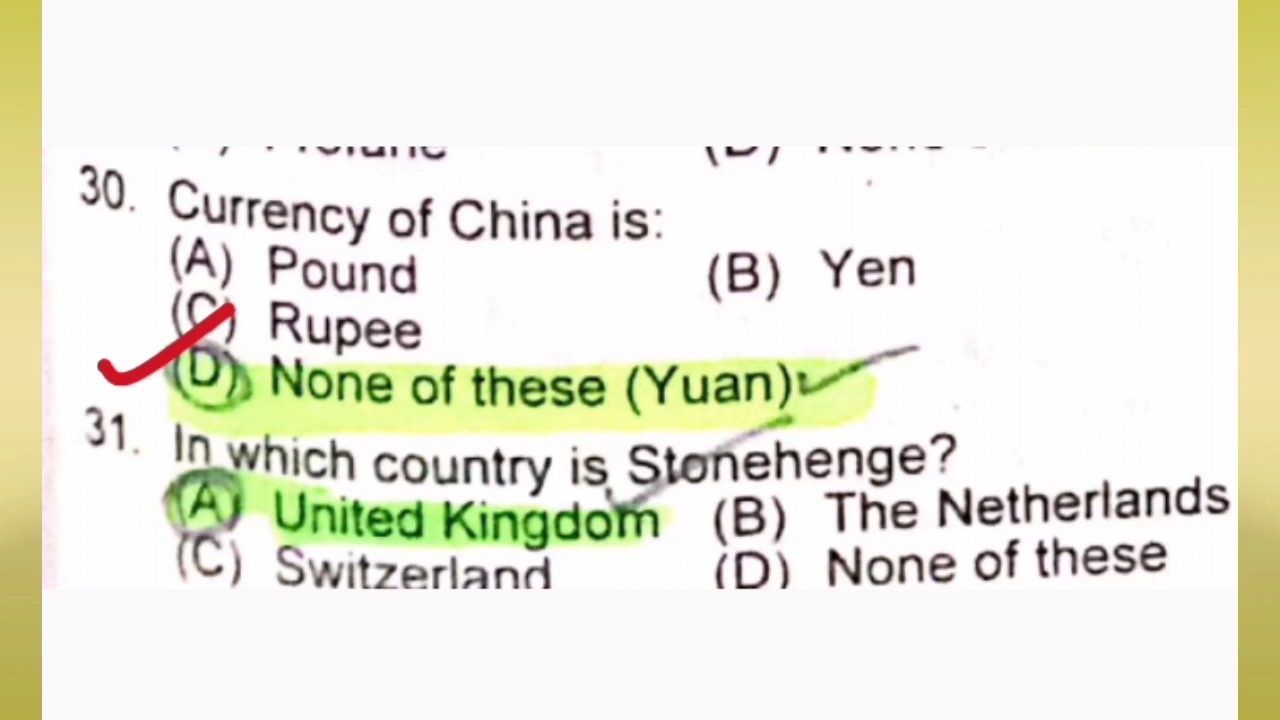 30. Currency of China is:
(A) Pound (B) Yen
(C) Rupee
(D) None of these (Yuan)
31. In which country is Stonehenge?
(A) United Kingdom (B) The Netherlands
(C) Switzerland (D) None of these